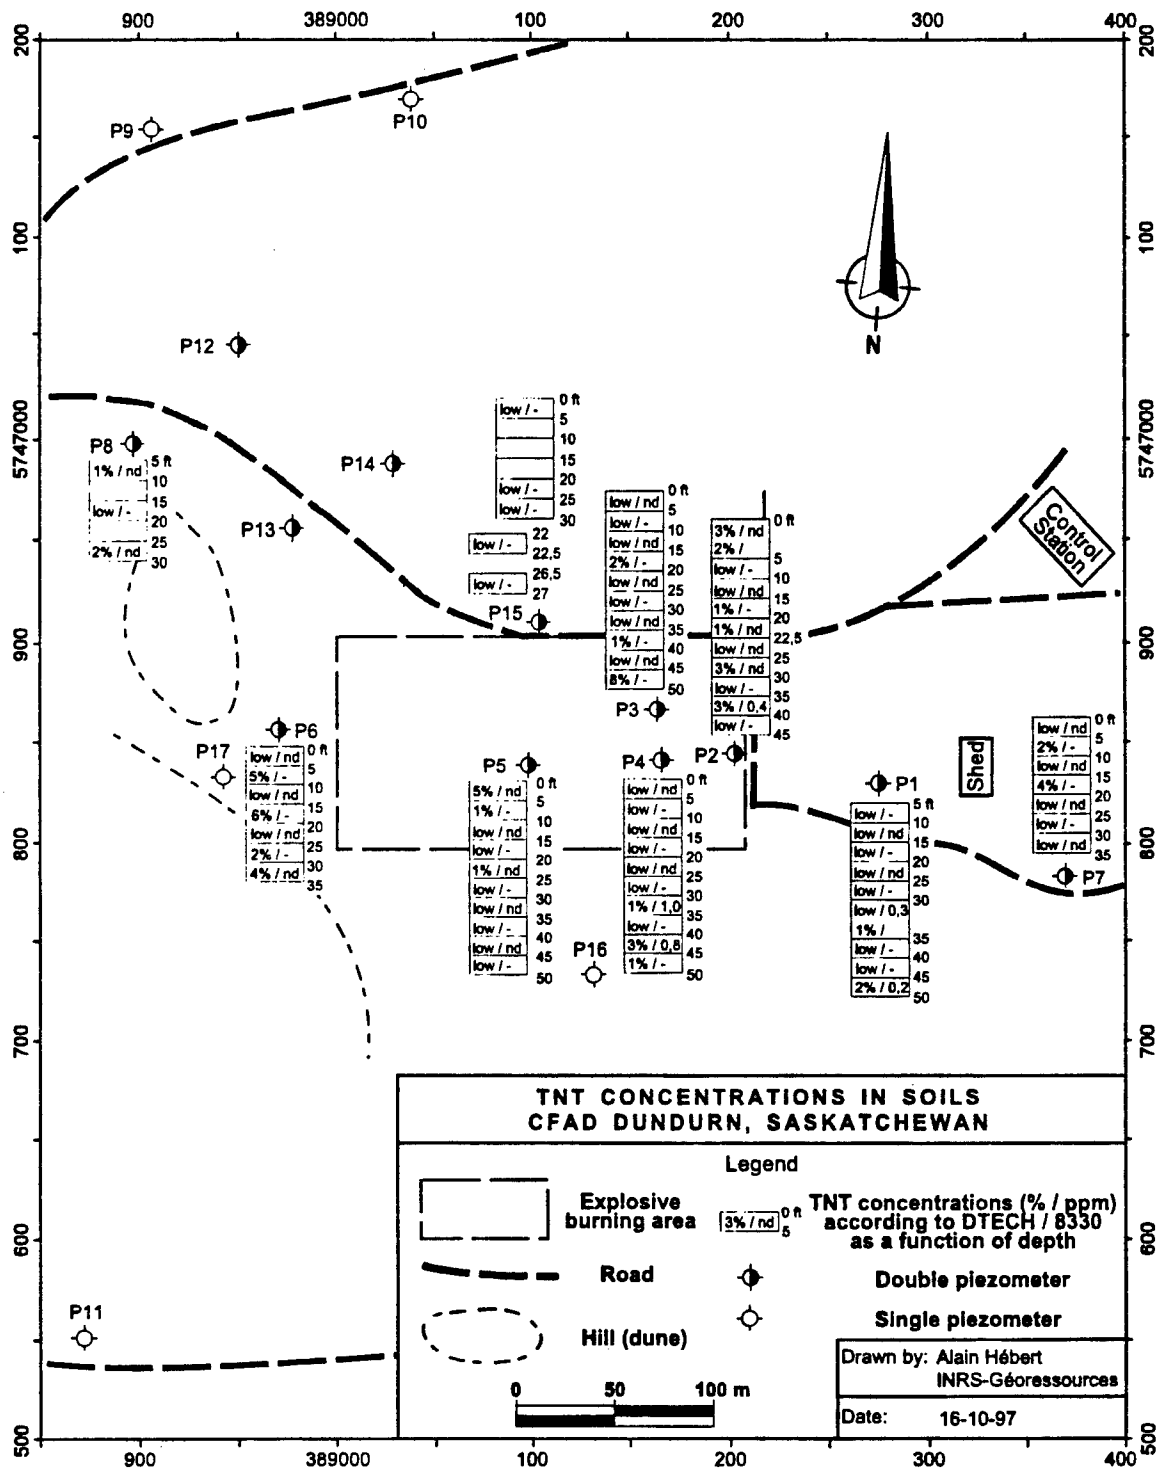 900 389000 100 200 300 400
200
200
P10
P9
100
100
N
P12
5747000
5747000
P8
5 ft
1% / nd
10
15
low / -
20
25
2% / nd
30
P14
P13
0 ft
low / -
5
10
15
20
low / -
25
low / -
30
22
low / -
22,5
26,5
low / -
27
P15
0 ft
low / nd
5
low / -
10
low / nd
15
2% / -
20
low / nd
25
low / -
30
low / nd
35
1% / -
40
low / nd
45
8% / -
50
P3
0 ft
3% / nd
2% /
5
low / -
10
low / nd
15
1% / -
20
1% / nd
22,5
low / nd
25
3% / nd
30
low / -
35
3% / 0,4
40
low / -
45
P2
Control
Station
900
900
P6
0 ft
low / nd
5
5% / -
10
low / nd
15
6% / -
20
low / nd
25
2% / -
30
4% / nd
35
P17
P5
0 ft
5% / nd
5
1% / -
10
low / nd
15
low / -
20
1% / nd
25
low / -
30
low / nd
35
low / -
40
low / nd
45
low / -
50
P4
0 ft
low / nd
5
low / -
10
low / nd
15
low / -
20
low / nd
25
low / -
30
1% / 1,0
35
low / -
40
3% / 0,8
45
1% / -
50
P1
5 ft
low / -
10
low / nd
15
low / -
20
low / nd
25
low / -
30
low / 0,3
1% /
35
low / -
40
low / -
45
2% / 0,2
50
Shed
0 ft
low / nd
5
2% / -
10
low / nd
15
4% / -
20
low / nd
25
low / -
30
low / nd
35
P7
800
800
P16
700
700
TNT CONCENTRATIONS IN SOILS
CFAD DUNDURN, SASKATCHEWAN
Legend
Explosive
burning area
3% / nd
0 ft
5
TNT concentrations (% / ppm)
according to DTECH / 8330
as a function of depth
Road
Double piezometer
Hill (dune)
Single piezometer
0 50 100 m
Drawn by: Alain Hébert
INRS-Géoressources
Date: 16-10-97
600
600
P11
500
500
900 389000 100 200 300 400